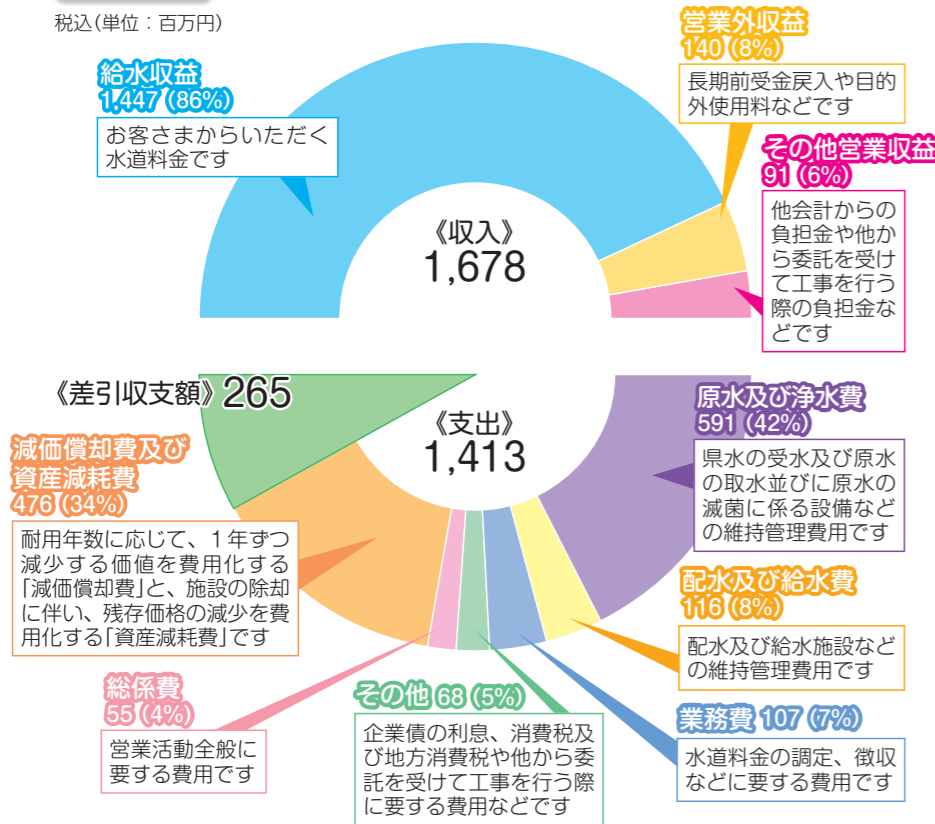 税込(単位：百万円)
給水収益
1,447 (86%)
お客さまからいただく
水道料金です
営業外収益
140 (8%)
長期前受金戻入や目的
外使用料などです
その他営業収益
91 (6%)
他会計からの
負担金や他か
ら委託を受け
て工事を行う
際の負担金な
どです
《収入》
1,678
《差引収支額》265
《支出》
1,413
原水及び浄水費
591 (42%)
県水の受水及び原水
の取水並びに原水の
滅菌に係る設備など
の維持管理費用です
減価償却費及び
資産減耗費
476 (34%)
耐用年数に応じて、1年ずつ
減少する価値を費用化する
「減価償却費」と、施設の除却
に伴い、残存価格の減少を費
用化する「資産減耗費」です
配水及び給水費
116 (8%)
配水及び給水施設など
の維持管理費用です
総係費
55 (4%)
営業活動全般に
要する費用です
その他 68 (5%)
企業債の利息、消費税及
び地方消費税や他から委
託を受けて工事を行う際
に要する費用などです
業務費 107 (7%)
水道料金の調定、徴収
などに要する費用です